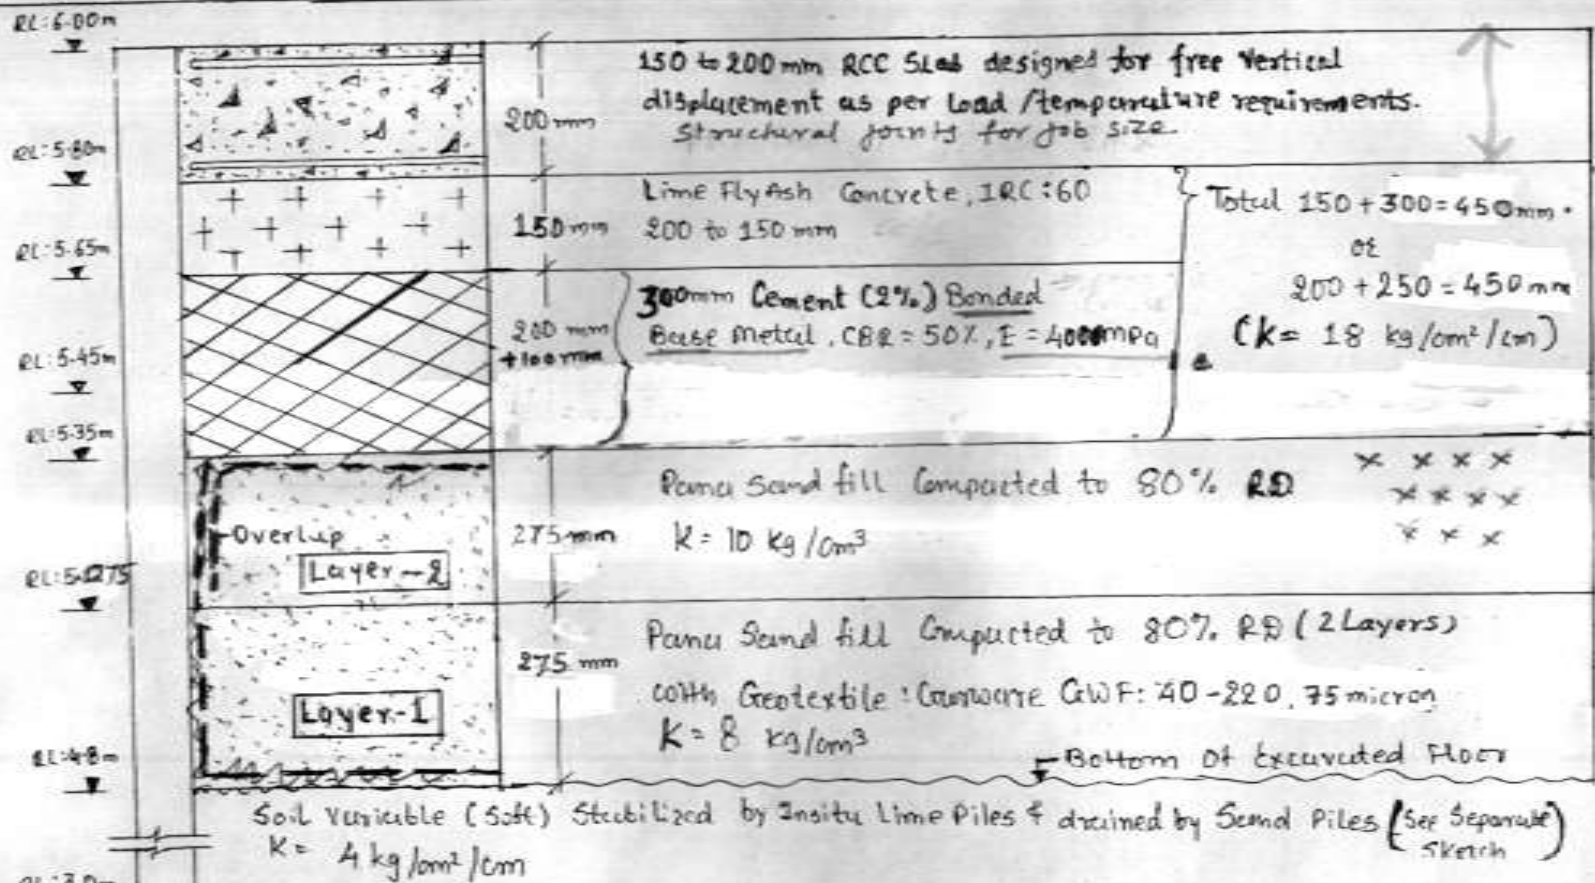 RL:6.00m
150 to 200mm RCC Slab designed for free vertical
displacement as per Load /temperature requirements.
Structural joints for job size.
200 mm
RL:5.80m
Lime FlyAsh Concrete, IRC:60
200 to 150 mm
150 mm
Total 150 + 300 = 450mm.
or
200 + 250 = 450 mm
(k = 18 kg/cm²/cm)
RL:5.65m
300mm Cement (2%) Bonded
Base Metal, CBR = 50%, E = 4000MPa
200 mm
+100mm
RL:5.45m
RL:5.35m
Pana Sand fill Compacted to 80% RD
K = 10 kg/cm³
x x x x
x x x x
x x x
275 mm
Overlap
Layer-2
Pana Sand fill Compacted to 80% RD (2 Layers)
with Geotextile : Garware GWF: 40-220, 75 micron
K = 8 kg/cm³
275 mm
Layer-1
RL:4.8m
Bottom Of Excavated Floor
Soil variable (Soft) Stabilized by Insitu Lime Piles & drained by Sand Piles (See Separate
Sketch)
K = 4 kg/cm²/cm